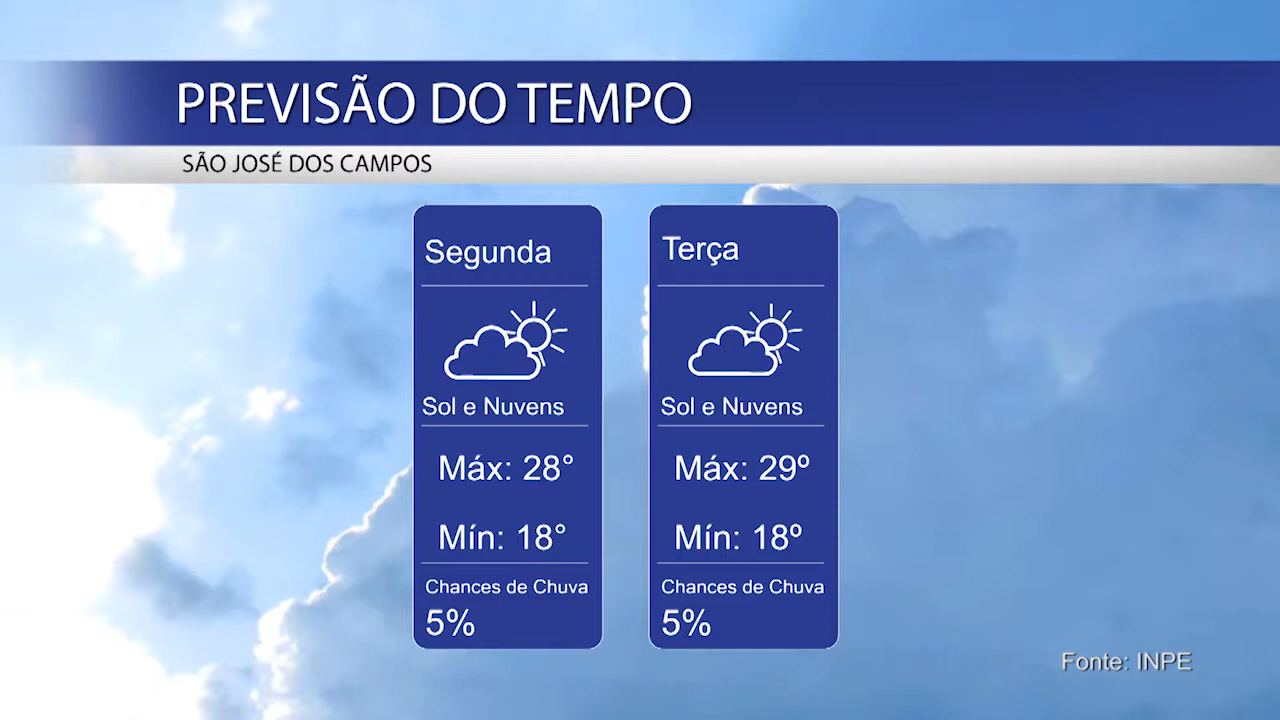 PREVISÃO DO TEMPO
SÃO JOSÉ DOS CAMPOS
Segunda
Sol e Nuvens
Máx: 28°
Mín: 18°
Chances de Chuva
5%
Terça
Sol e Nuvens
Máx: 29º
Mín: 18º
Chances de Chuva
5%
Fonte: INPE